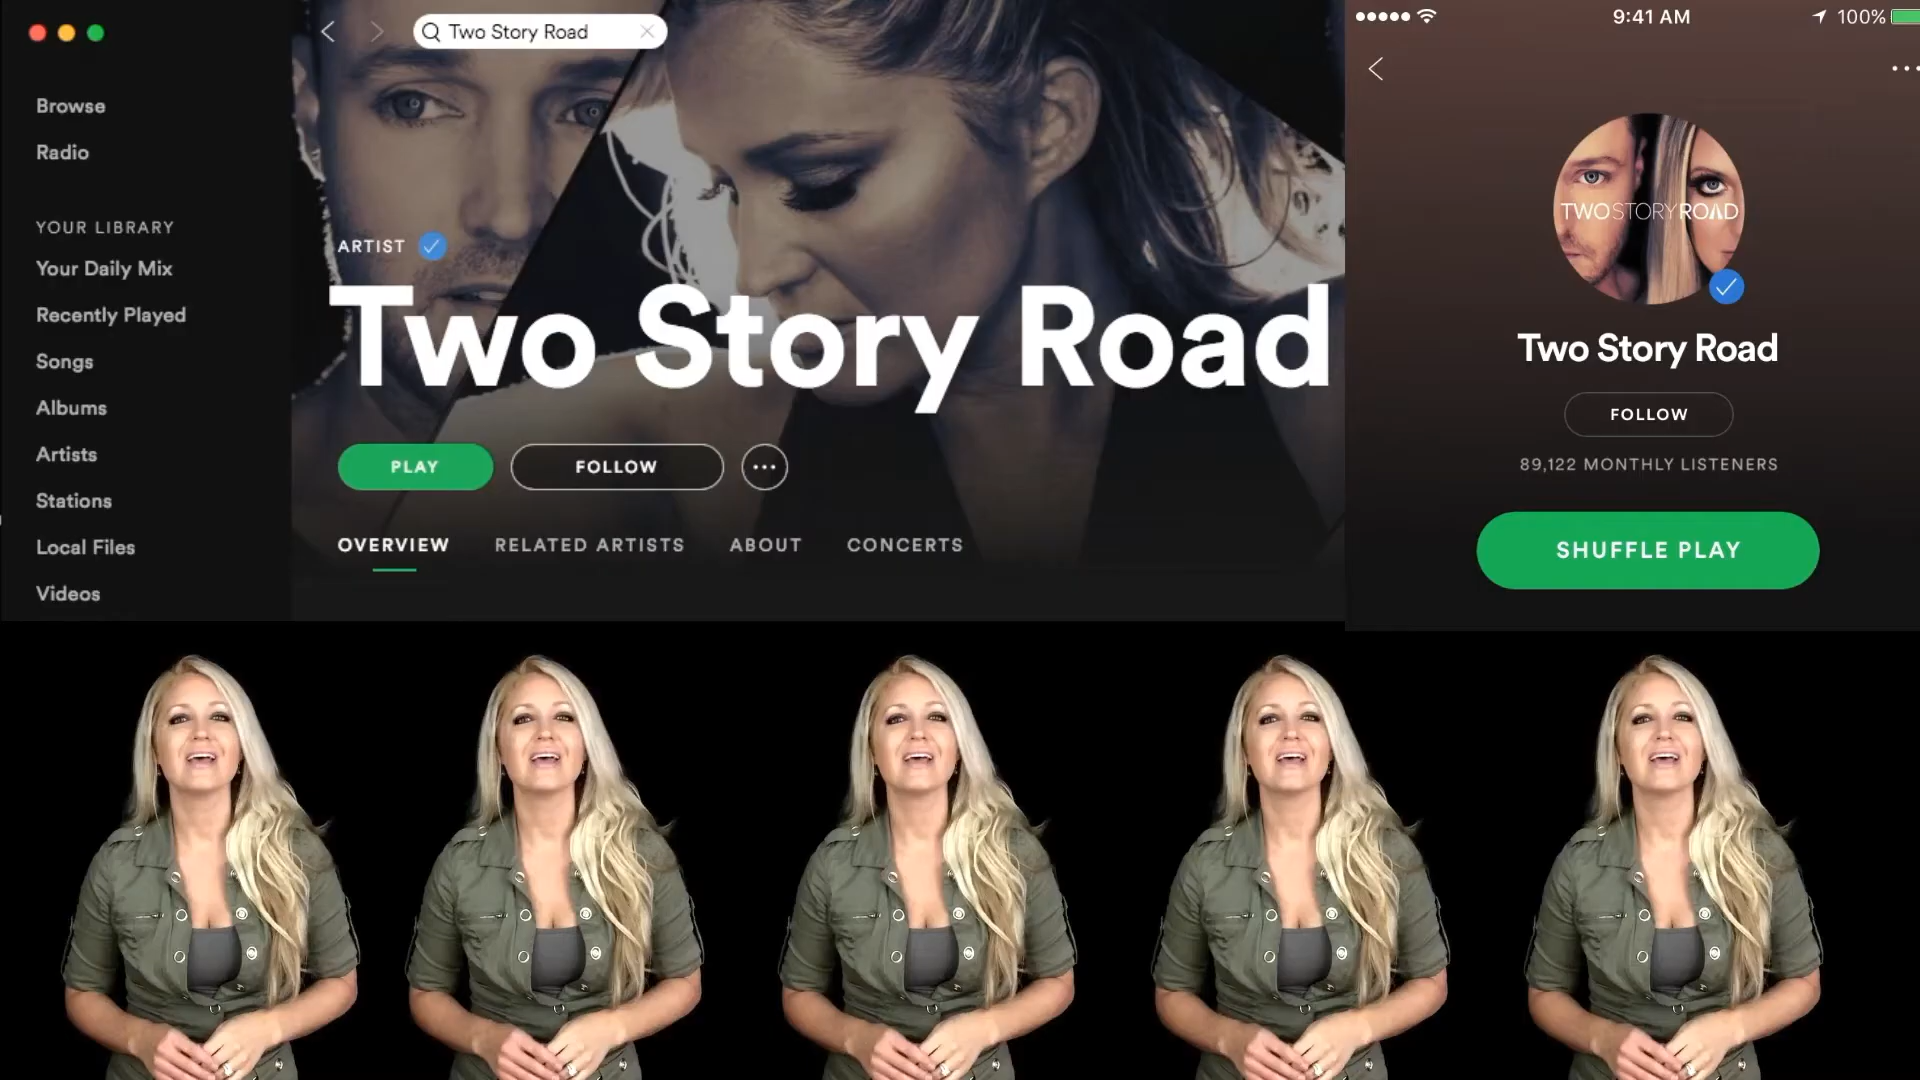 Two Story Road
Browse
Radio
YOUR LIBRARY
Your Daily Mix
Recently Played
Songs
Albums
Artists
Stations
Local Files
Videos
ARTIST
Two Story Road
PLAY
FOLLOW
OVERVIEW RELATED ARTISTS ABOUT CONCERTS
9:41 AM 100%
TWO STORY ROAD
Two Story Road
FOLLOW
89,122 MONTHLY LISTENERS
SHUFFLE PLAY